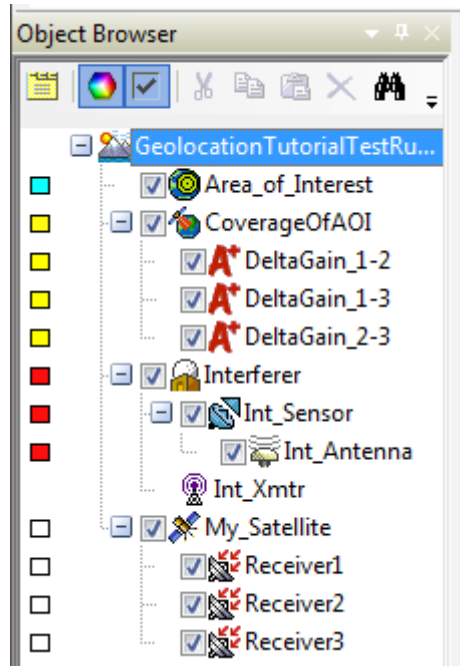 Object Browser
GeolocationTutorialTestRu...
Area_of_Interest
CoverageOfAOI
DeltaGain_1-2
DeltaGain_1-3
DeltaGain_2-3
Interferer
Int_Sensor
Int_Antenna
Int_Xmtr
My_Satellite
Receiver1
Receiver2
Receiver3